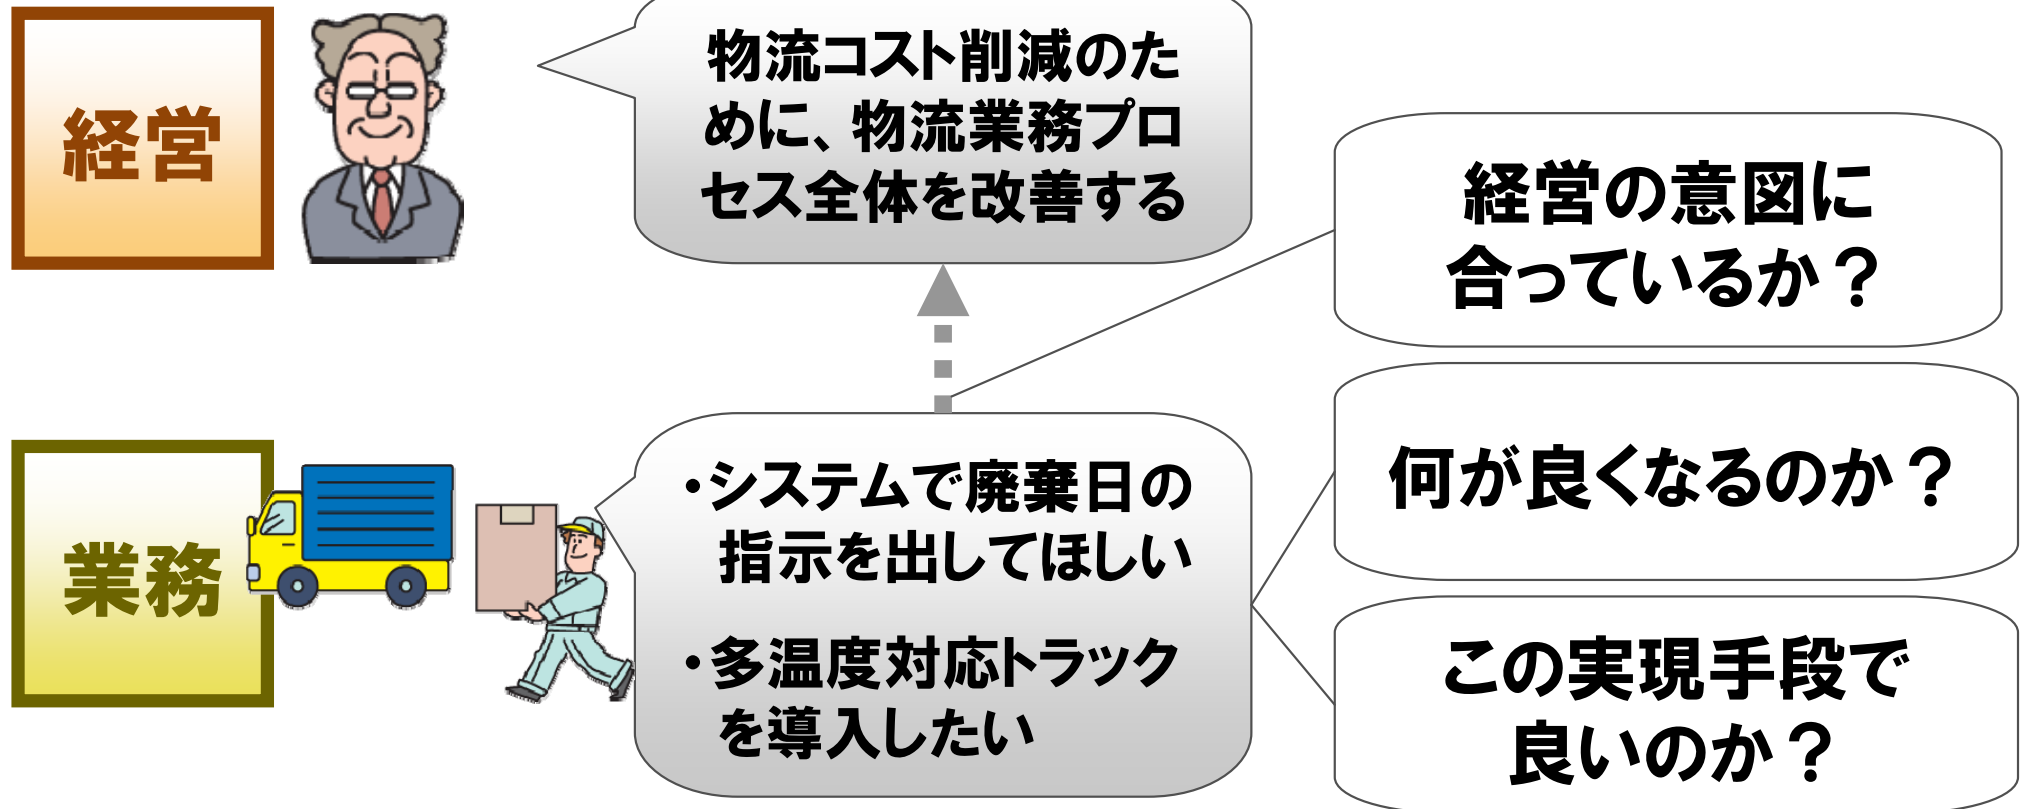 経営
物流コスト削減のた
めに、物流業務プロ
セス全体を改善する
経営の意図に
合っているか？
業務
・システムで廃棄日の
指示を出してほしい
・多温度対応トラック
を導入したい
何が良くなるのか？
この実現手段で
良いのか？